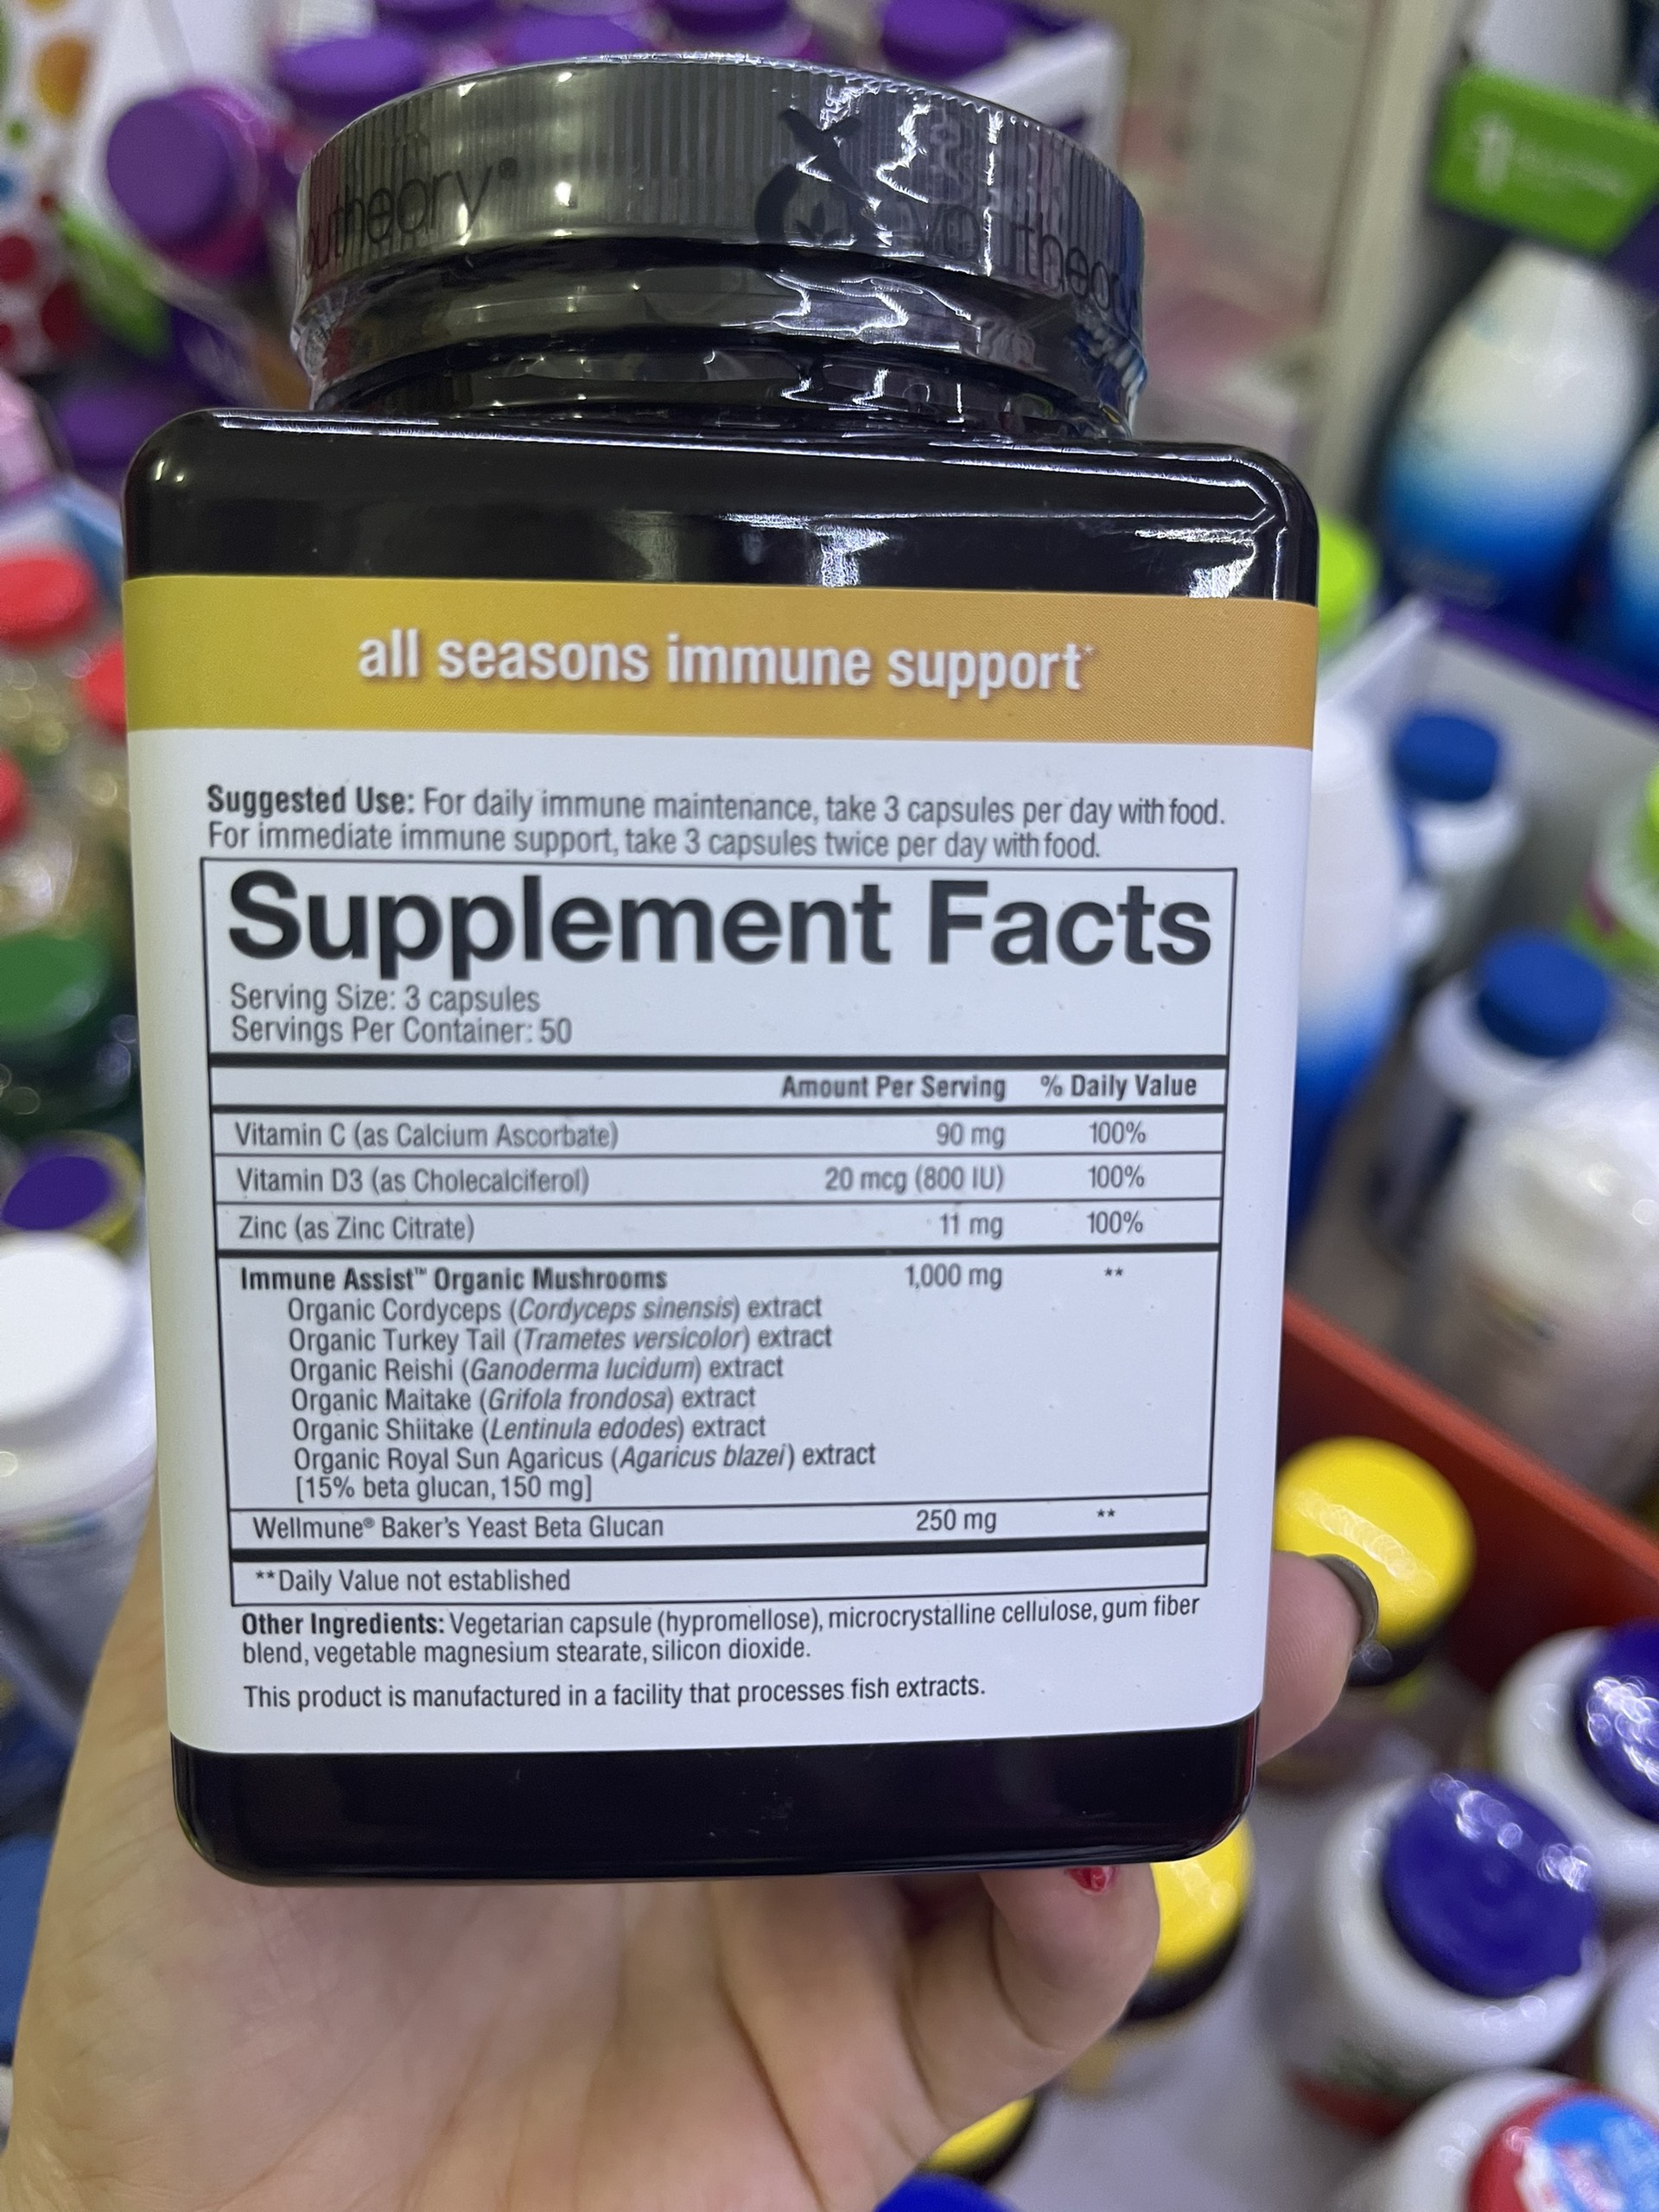 youtheory®
all seasons immune support*
Suggested Use: For daily immune maintenance, take 3 capsules per day with food.
For immediate immune support, take 3 capsules twice per day with food.
Supplement Facts
Serving Size: 3 capsules
Servings Per Container: 50
Amount Per Serving % Daily Value
Vitamin C (as Calcium Ascorbate) 90 mg 100%
Vitamin D3 (as Cholecalciferol) 20 mcg (800 IU) 100%
Zinc (as Zinc Citrate) 11 mg 100%
Immune Assist™ Organic Mushrooms 1,000 mg **
Organic Cordyceps (Cordyceps sinensis) extract
Organic Turkey Tail (Trametes versicolor) extract
Organic Reishi (Ganoderma lucidum) extract
Organic Maitake (Grifola frondosa) extract
Organic Shiitake (Lentinula edodes) extract
Organic Royal Sun Agaricus (Agaricus blazei) extract
[15% beta glucan, 150 mg]
Wellmune® Baker's Yeast Beta Glucan 250 mg **
**Daily Value not established
Other Ingredients: Vegetarian capsule (hypromellose), microcrystalline cellulose, gum fiber
blend, vegetable magnesium stearate, silicon dioxide.
This product is manufactured in a facility that processes fish extracts.